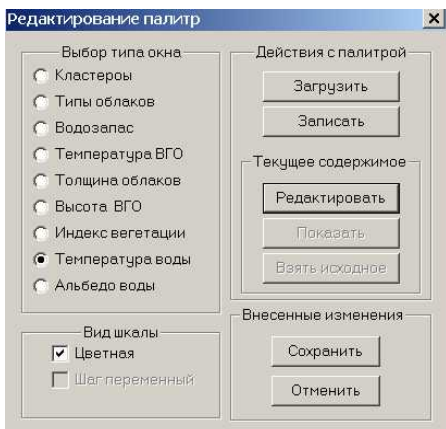 Редактирование палитр
Выбор типа окна
Кластероы
Типы облаков
Водозапас
Температура ВГО
Толщина облаков
Высота ВГО
Индекс вегетации
Температура воды
Альбедо воды
Вид шкалы
Цветная
Шаг переменный
Действия с палитрой
Загрузить
Записать
Текущее содержимое
Редактировать
Показать
Взять исходное
Внесенные изменения
Сохранить
Отменить